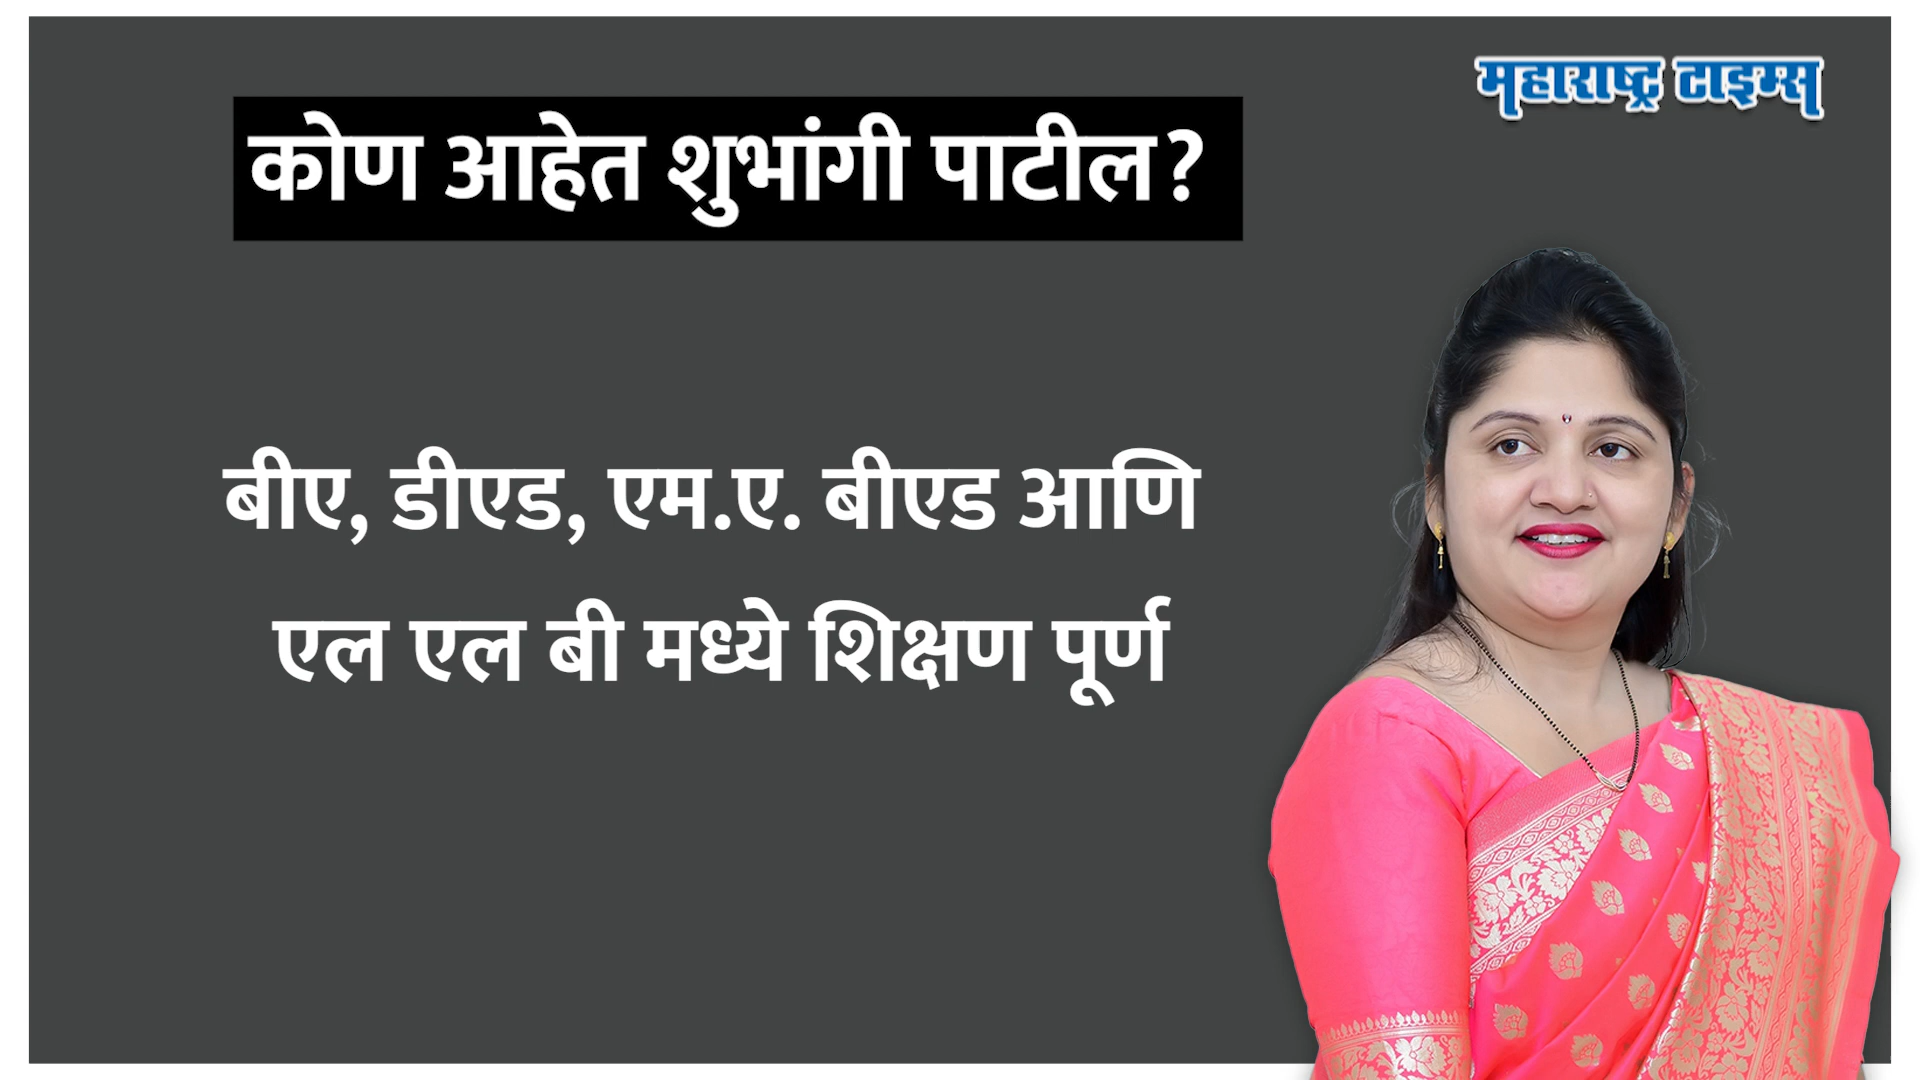 महाराष्ट्र टाइम्स्
कोण आहेत शुभांगी पाटील?
बीए, डीएड, एम.ए. बीएड आणि
एल एल बी मध्ये शिक्षण पूर्ण